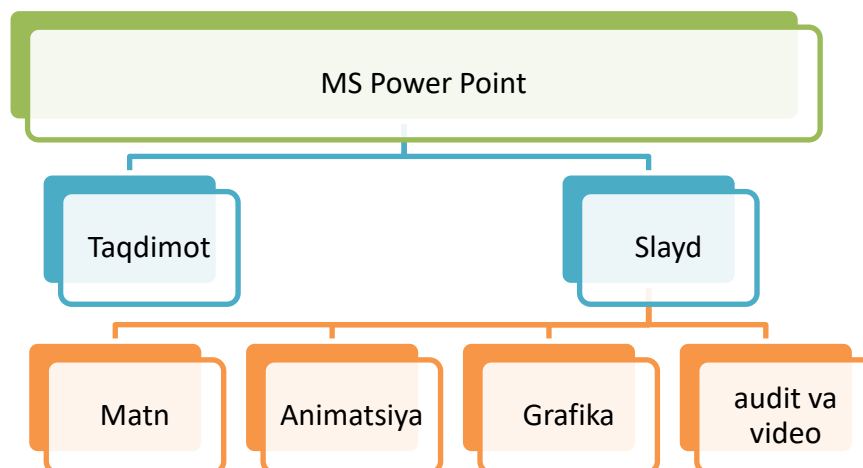 MS Power Point
Taqdimot
Slayd
Matn
Animatsiya
Grafika
audit va
video